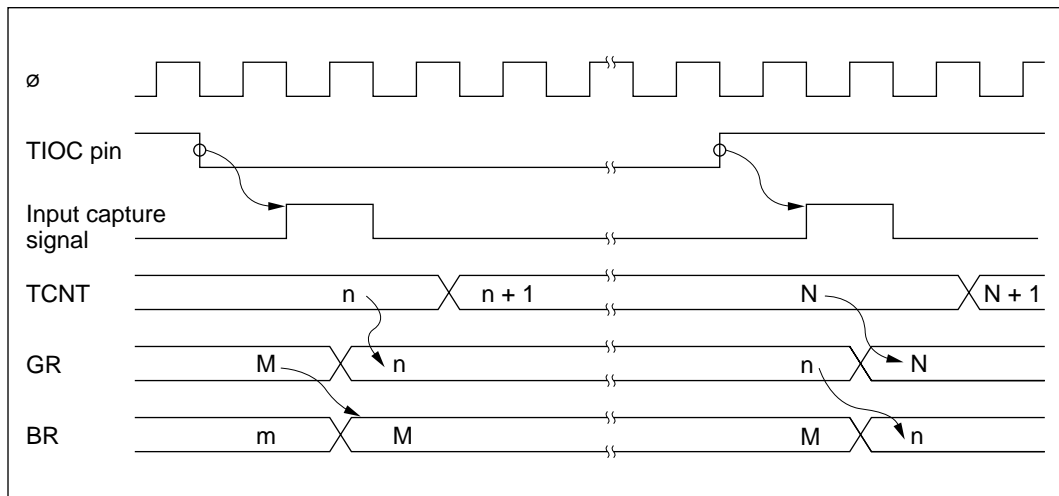 ø
TIOC pin
Input capture
signal
TCNT n n + 1 N N + 1
GR M n n N
BR m M M n